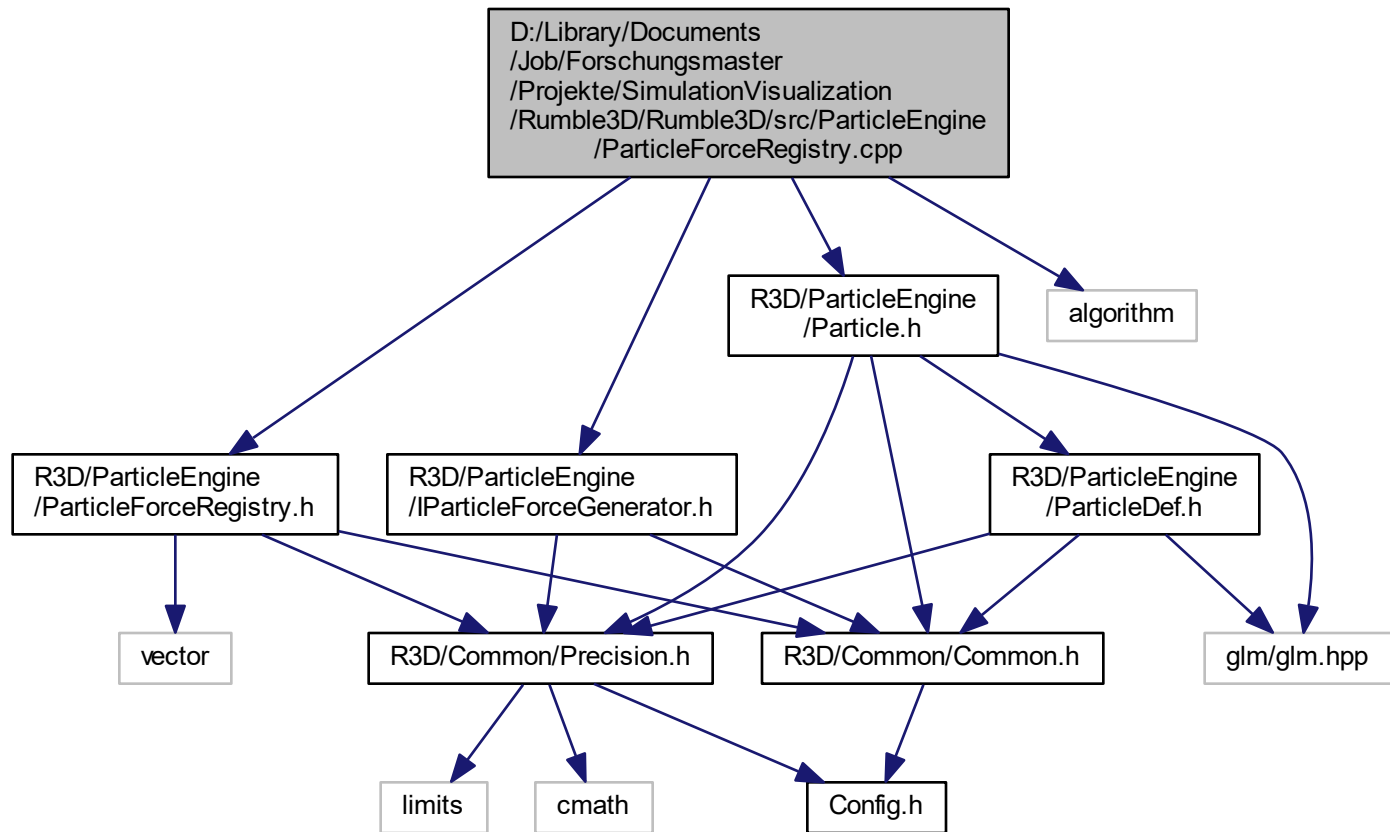 D:/Library/Documents
/Job/Forschungsmaster
/Projekte/SimulationVisualization
/Rumble3D/Rumble3D/src/ParticleEngine
/ParticleForceRegistry.cpp
R3D/ParticleEngine
/Particle.h
algorithm
R3D/ParticleEngine
/ParticleForceRegistry.h
R3D/ParticleEngine
/IParticleForceGenerator.h
R3D/ParticleEngine
/ParticleDef.h
vector
R3D/Common/Precision.h
R3D/Common/Common.h
glm/glm.hpp
limits
cmath
Config.h